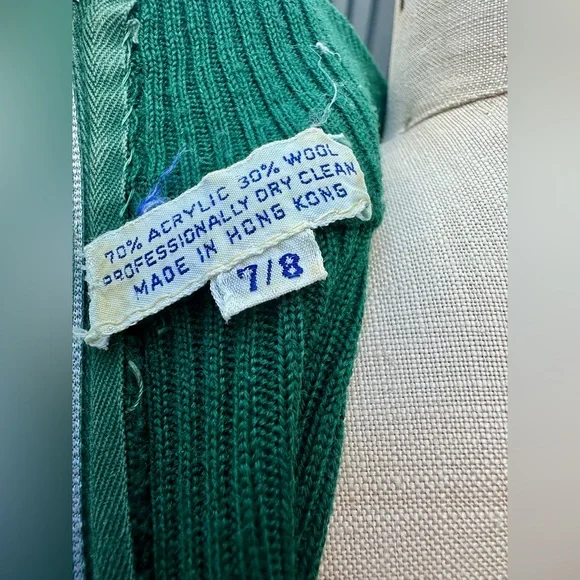 70% ACRYLIC 30% WOOL
PROFESSIONALLY DRY CLEAN
MADE IN HONG KONG
7/8